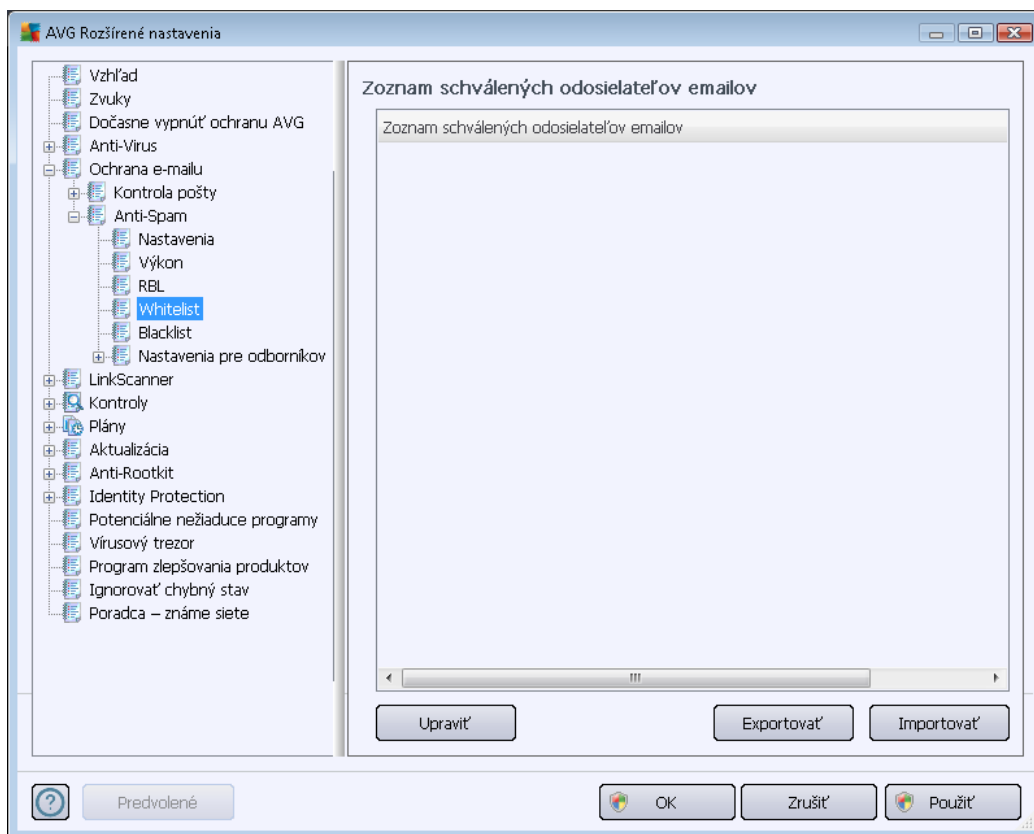 AVG Rozšírené nastavenia
Vzhľad
Zvuky
Dočasne vypnúť ochranu AVG
Anti-Virus
Ochrana e-mailu
Kontrola pošty
Anti-Spam
Nastavenia
Výkon
RBL
Whitelist
Blacklist
Nastavenia pre odborníkov
LinkScanner
Kontroly
Plány
Aktualizácia
Anti-Rootkit
Identity Protection
Potenciálne nežiaduce programy
Vírusový trezor
Program zlepšovania produktov
Ignorovať chybný stav
Poradca – známe siete
Zoznam schválených odosielateľov emailov
Zoznam schválených odosielateľov emailov
Upraviť
Exportovať
Importovať
Predvolené
OK
Zrušiť
Použiť